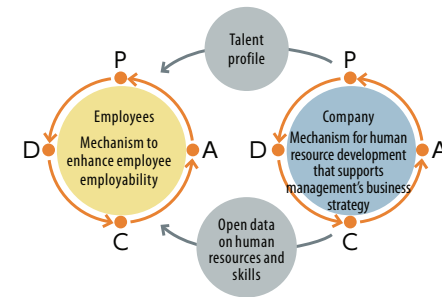 Talent
profile
P
Employees
Mechanism to
enhance employee
employability
D
A
C
P
Company
Mechanism for human
resource development
that supports
management's business
strategy
D
A
C
Open data
on human
resources and
skills